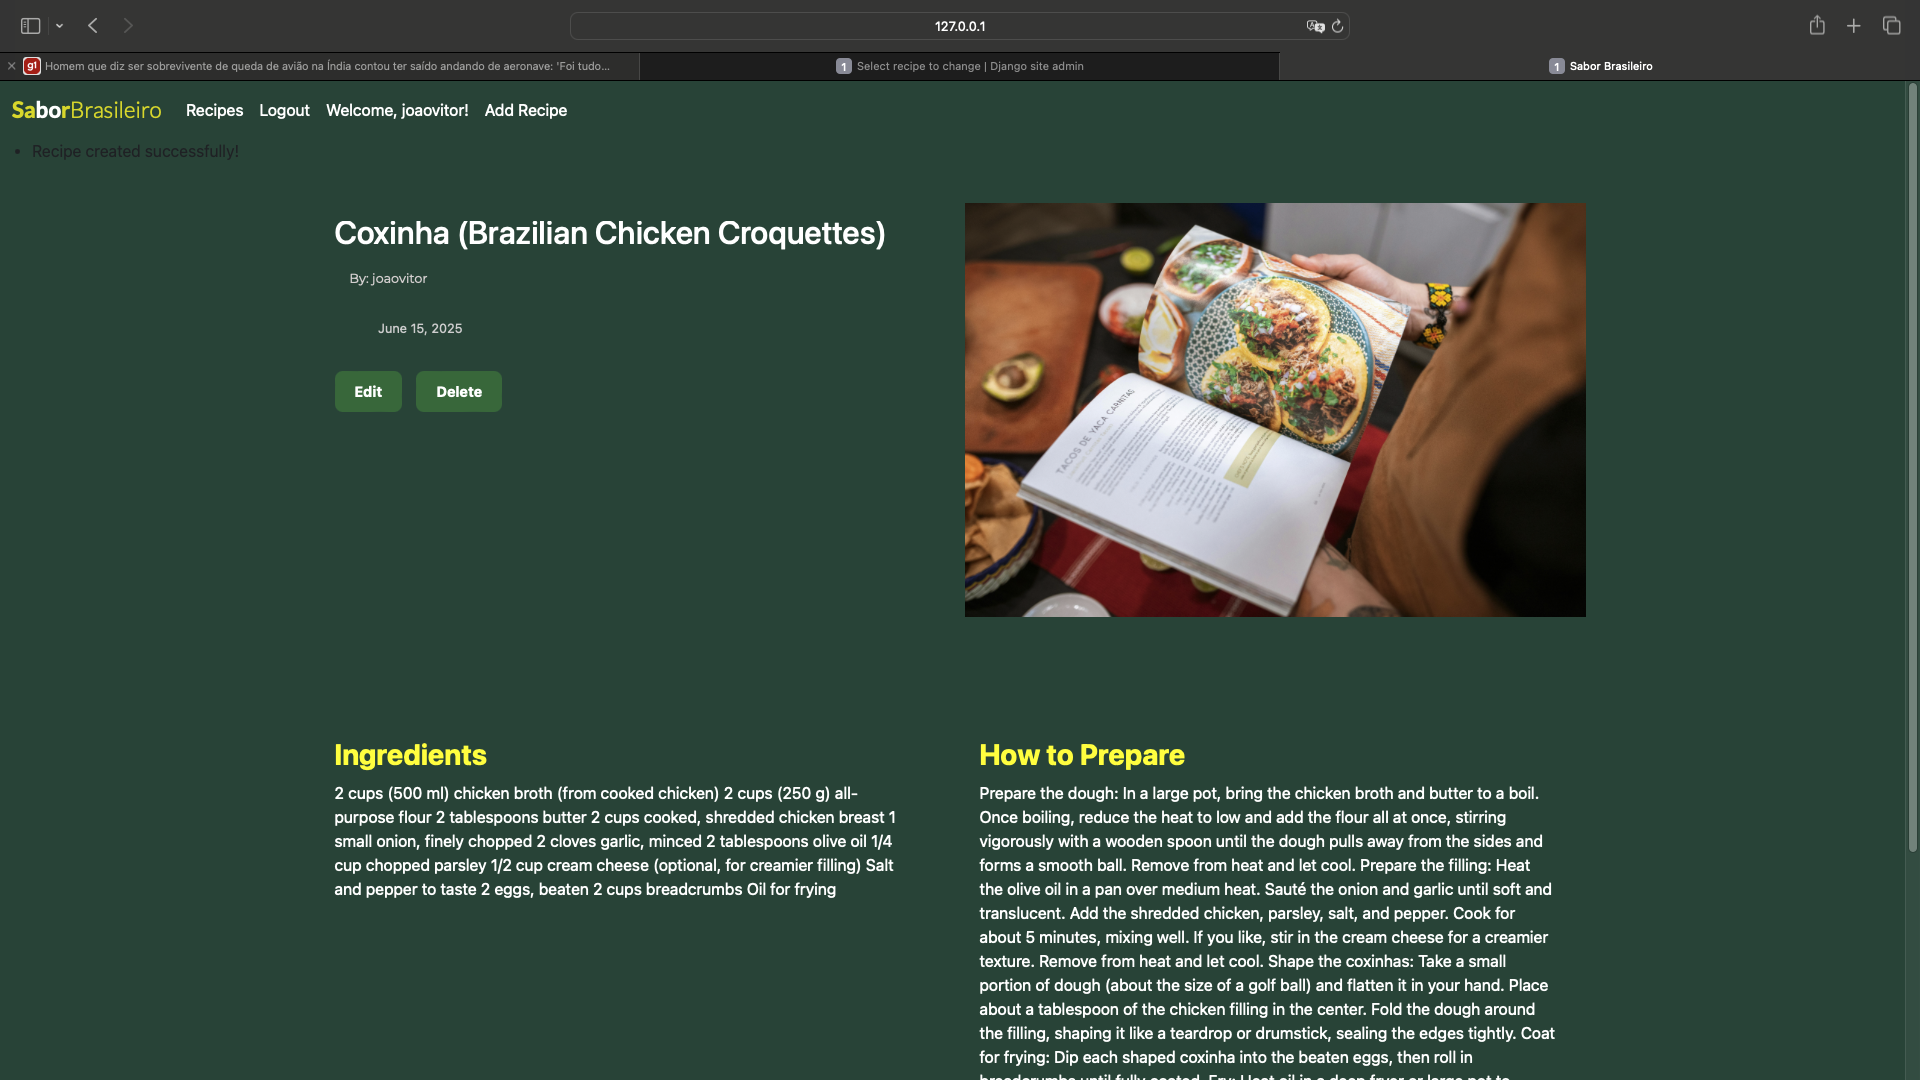 127.0.0.1
g1 Homem que diz ser sobrevivente de queda de avião na Índia contou ter saído andando de aeronave: 'Foi tudo...
1 Select recipe to change | Django site admin
1 Sabor Brasileiro
SaborBrasileiro Recipes Logout Welcome, joaovitor! Add Recipe
• Recipe created successfully!
Coxinha (Brazilian Chicken Croquettes)
By: joaovitor
June 15, 2025
Edit Delete
TACOS DE YACA CARNITAS
Ingredients
2 cups (500 ml) chicken broth (from cooked chicken) 2 cups (250 g) all-
purpose flour 2 tablespoons butter 2 cups cooked, shredded chicken breast 1
small onion, finely chopped 2 cloves garlic, minced 2 tablespoons olive oil 1/4
cup chopped parsley 1/2 cup cream cheese (optional, for creamier filling) Salt
and pepper to taste 2 eggs, beaten 2 cups breadcrumbs Oil for frying
How to Prepare
Prepare the dough: In a large pot, bring the chicken broth and butter to a boil.
Once boiling, reduce the heat to low and add the flour all at once, stirring
vigorously with a wooden spoon until the dough pulls away from the sides and
forms a smooth ball. Remove from heat and let cool. Prepare the filling: Heat
the olive oil in a pan over medium heat. Sauté the onion and garlic until soft and
translucent. Add the shredded chicken, parsley, salt, and pepper. Cook for
about 5 minutes, mixing well. If you like, stir in the cream cheese for a creamier
texture. Remove from heat and let cool. Shape the coxinhas: Take a small
portion of dough (about the size of a golf ball) and flatten it in your hand. Place
about a tablespoon of the chicken filling in the center. Fold the dough around
the filling, shaping it like a teardrop or drumstick, sealing the edges tightly. Coat
for frying: Dip each shaped coxinha into the beaten eggs, then roll in
breadcrumbs until fully coated. Fry: Heat oil in a deep fryer or large pot to